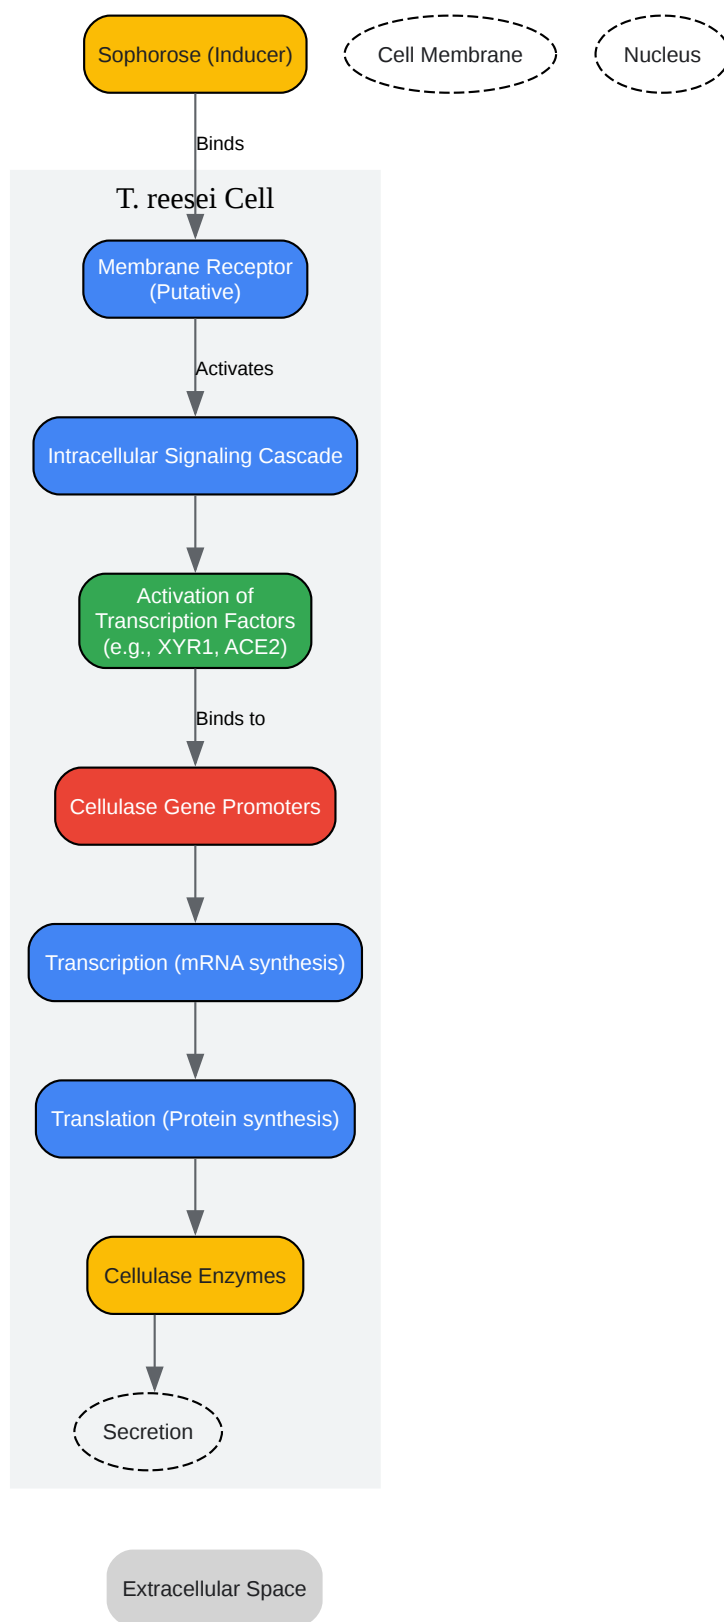 Sophorose (Inducer)
Cell Membrane
Nucleus
Binds
T. reesei Cell
Membrane Receptor
(Putative)
Activates
Intracellular Signaling Cascade
Activation of
Transcription Factors
(e.g., XYR1, ACE2)
Binds to
Cellulase Gene Promoters
Transcription (mRNA synthesis)
Translation (Protein synthesis)
Cellulase Enzymes
Secretion
Extracellular Space